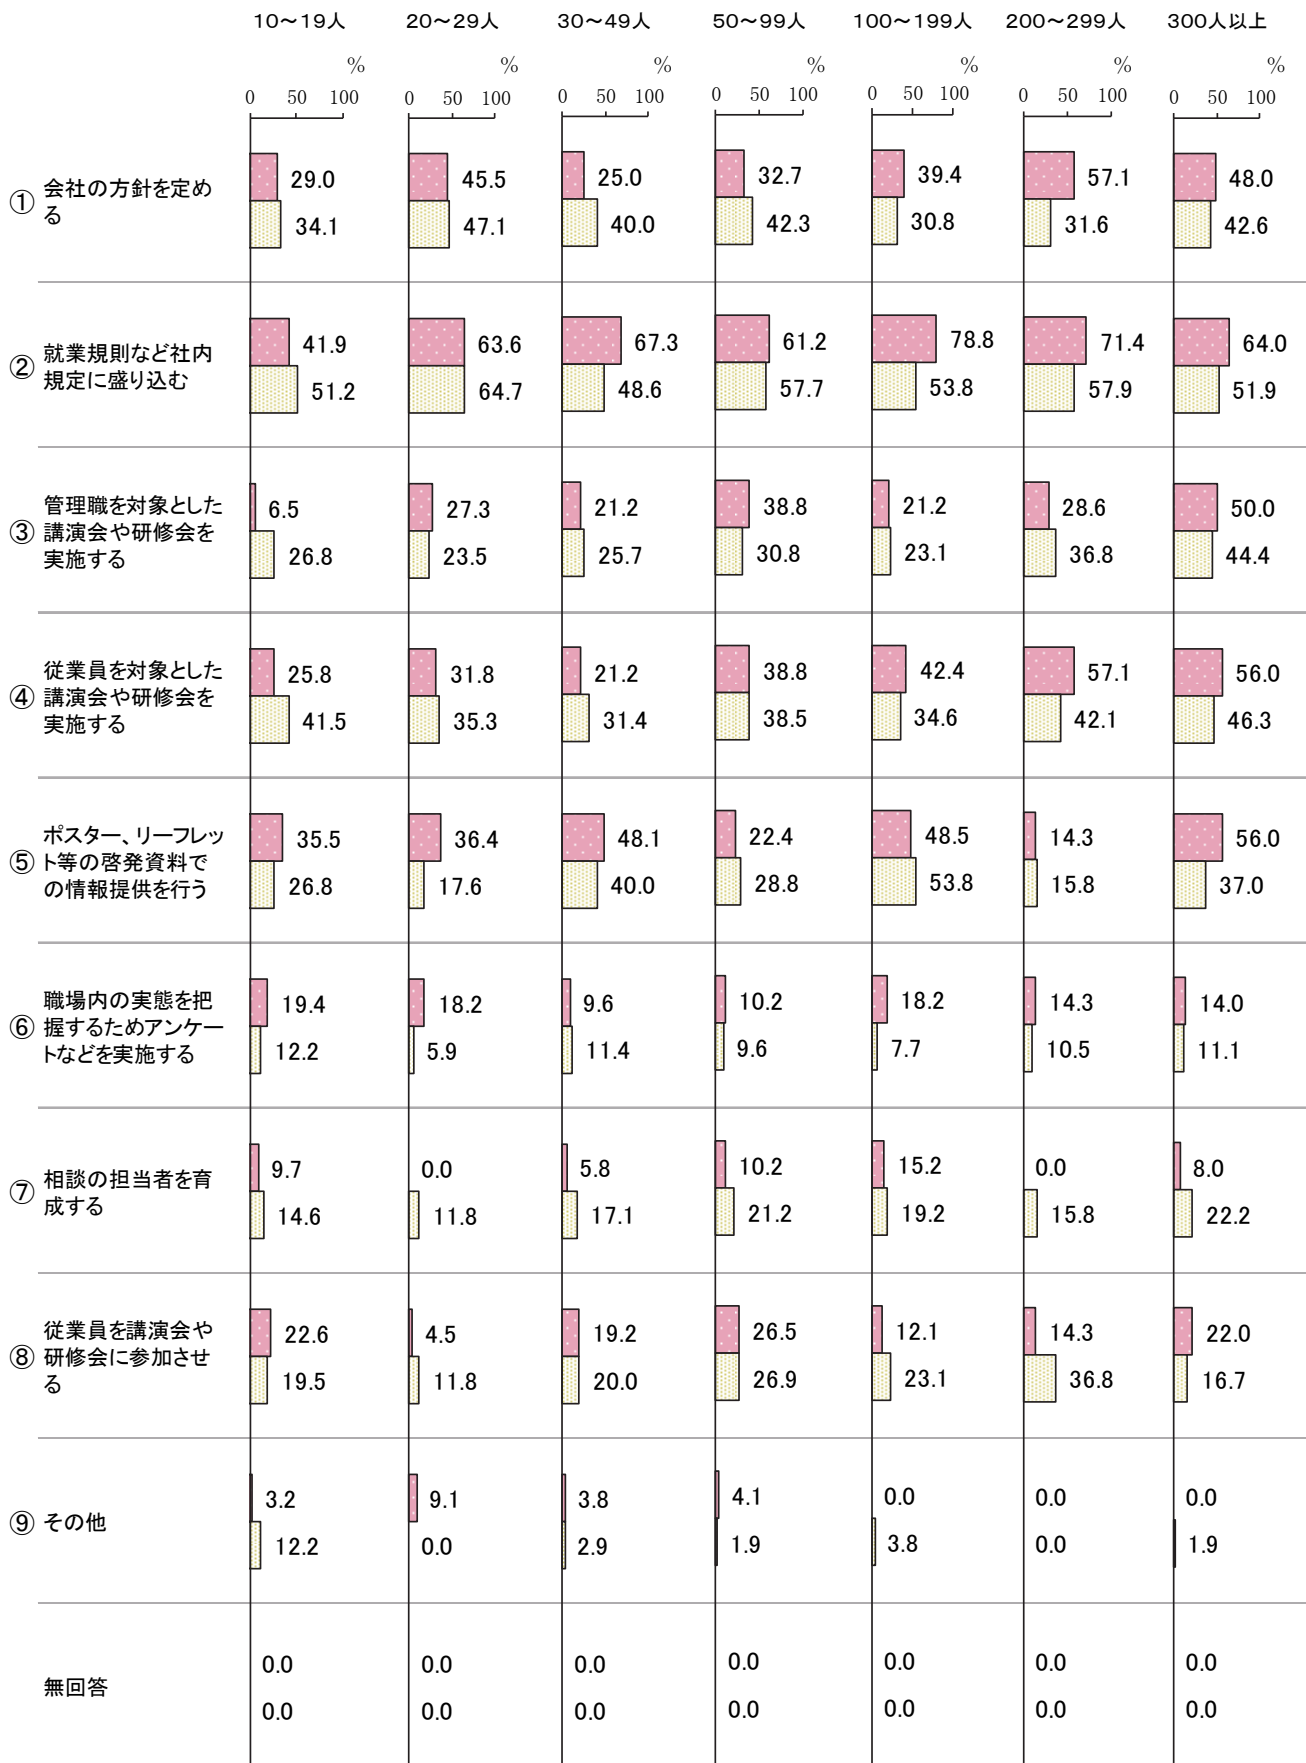 10～19人 20～29人 30～49人 50～99人 100～199人 200～299人 300人以上
% % % % % % %
0 50 100 0 50 100 0 50 100 0 50 100 0 50 100 0 50 100 0 50 100
① 会社の方針を定め
る
29.0 45.5 25.0 32.7 39.4 57.1 48.0
34.1 47.1 40.0 42.3 30.8 31.6 42.6
② 就業規則など社内
規定に盛り込む
41.9 63.6 67.3 61.2 78.8 71.4 64.0
51.2 64.7 48.6 57.7 53.8 57.9 51.9
③ 管理職を対象とした
講演会や研修会を
実施する
6.5 27.3 21.2 38.8 21.2 28.6 50.0
26.8 23.5 25.7 30.8 23.1 36.8 44.4
④ 従業員を対象とした
講演会や研修会を
実施する
25.8 31.8 21.2 38.8 42.4 57.1 56.0
41.5 35.3 31.4 38.5 34.6 42.1 46.3
⑤ ポスター、リーフレッ
ト等の啓発資料で
の情報提供を行う
35.5 36.4 48.1 22.4 48.5 14.3 56.0
26.8 17.6 40.0 28.8 53.8 15.8 37.0
⑥ 職場内の実態を把
握するためアンケー
トなどを実施する
19.4 18.2 9.6 10.2 18.2 14.3 14.0
12.2 5.9 11.4 9.6 7.7 10.5 11.1
⑦ 相談の担当者を育
成する
9.7 0.0 5.8 10.2 15.2 0.0 8.0
14.6 11.8 17.1 21.2 19.2 15.8 22.2
⑧ 従業員を講演会や
研修会に参加させ
る
22.6 4.5 19.2 26.5 12.1 14.3 22.0
19.5 11.8 20.0 26.9 23.1 36.8 16.7
⑨ その他
3.2 9.1 3.8 4.1 0.0 0.0 0.0
12.2 0.0 2.9 1.9 3.8 0.0 1.9
無回答
0.0 0.0 0.0 0.0 0.0 0.0 0.0
0.0 0.0 0.0 0.0 0.0 0.0 0.0